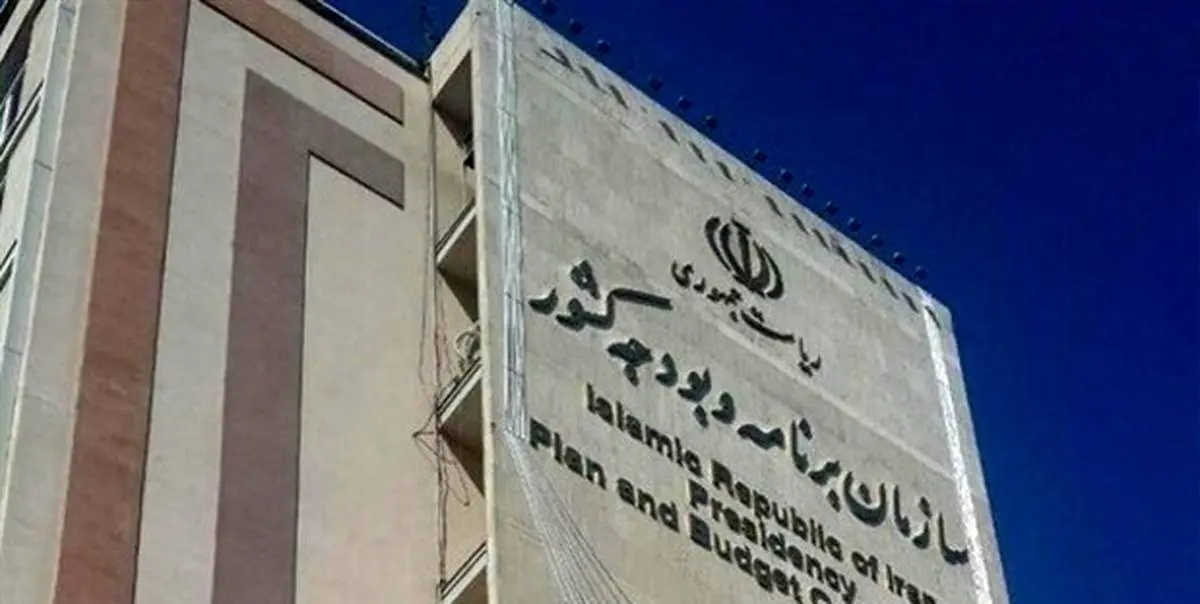 ریاست جمهوری
سازمان برنامه و بودجه کشور
Islamic Republic of Iran
Presidency
Plan and Budget